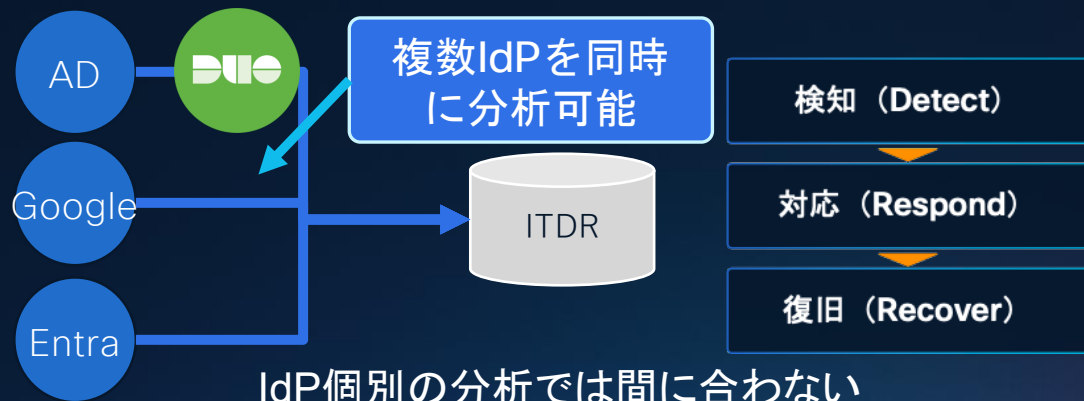 AD
DUO
複数IdPを同時
に分析可能
Google
Entra
ITDR
検知（Detect）
対応（Respond）
復旧（Recover）
IdP個別の分析では間に合わない